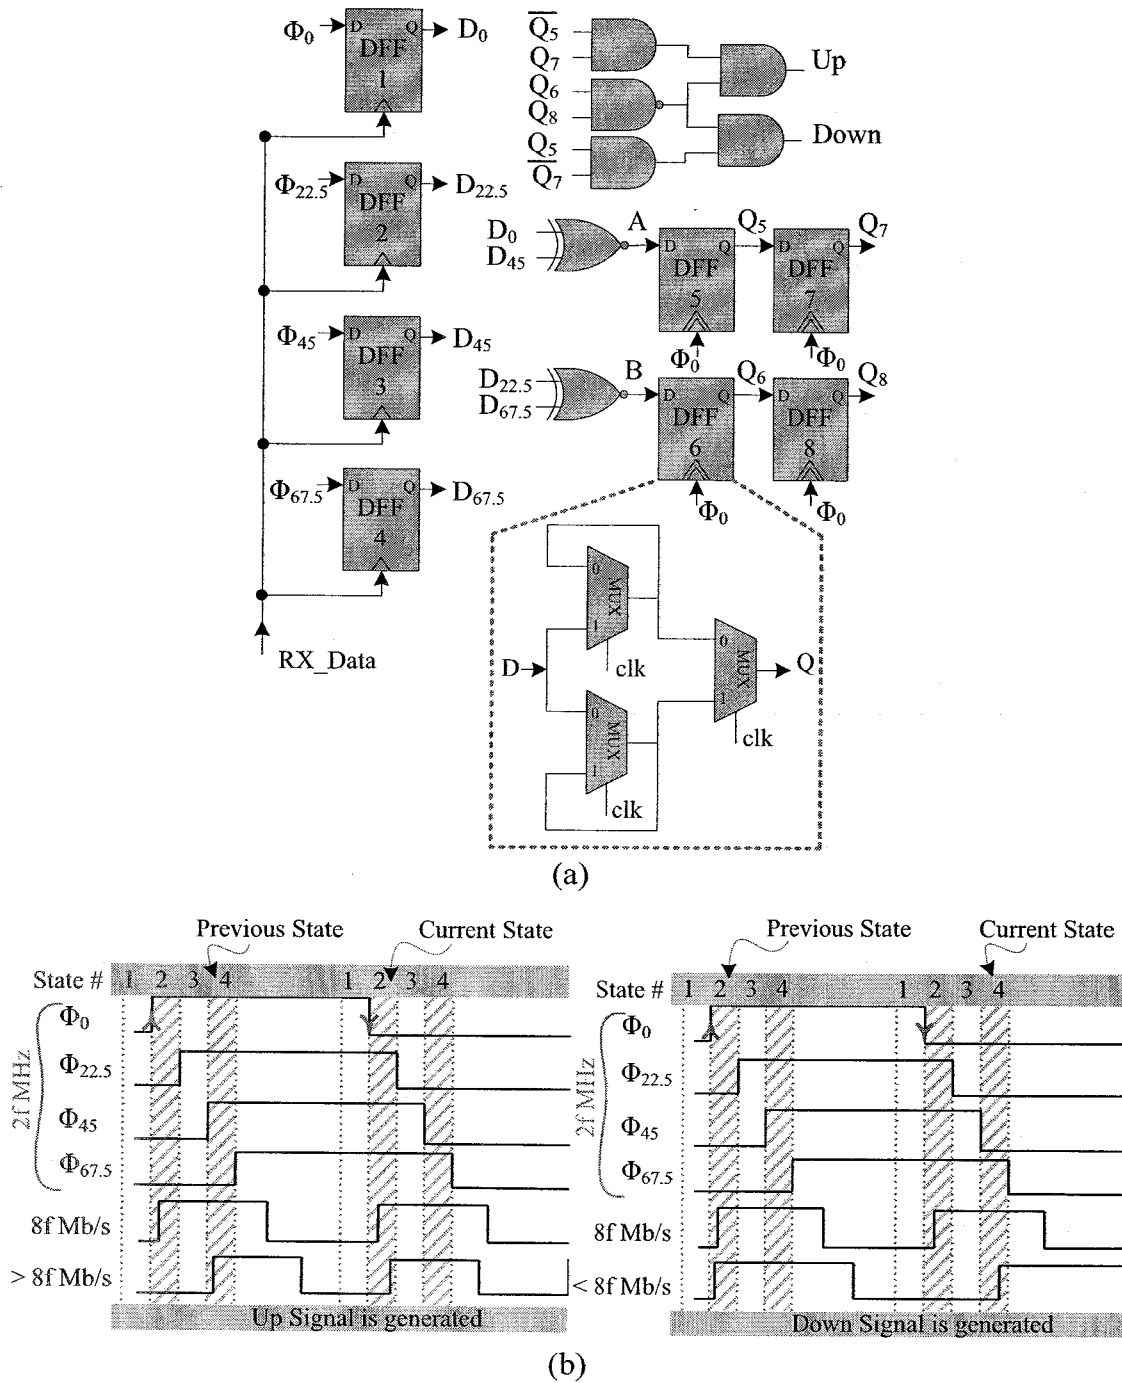 Φ0 D Q DFF 1 D0
Φ22.5 D Q DFF 2 D22.5
Φ45 D Q DFF 3 D45
Φ67.5 D Q DFF 4 D67.5
RX_Data
Q̅5
Q7
Q6
Q8
Q5
Q̅7
Up
Down
D0
D45
A
D Q DFF 5
Φ0
Q5
D Q DFF 7
Φ0
Q7
D22.5
D67.5
B
D Q DFF 6
Φ0
Q6
D Q DFF 8
Φ0
Q8
0 MUX 1
clk
D
0 MUX 1
clk
0 MUX 1
clk
Q
(a)
Previous State Current State
State # 1 2 3 4 1 2 3 4
2f MHz
Φ0
Φ22.5
Φ45
Φ67.5
8f Mb/s
> 8f Mb/s
Up Signal is generated
Previous State Current State
State # 1 2 3 4 1 2 3 4
2f MHz
Φ0
Φ22.5
Φ45
Φ67.5
8f Mb/s
< 8f Mb/s
Down Signal is generated
(b)